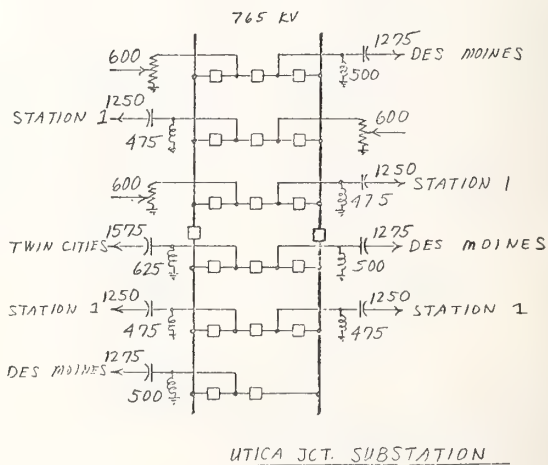 765 KV
600
1275
DES MOINES
500
1250
STATION 1
475
600
600
1250
STATION 1
475
1575
TWIN CITIES
625
1275
DES MOINES
500
1250
STATION 1
475
1250
STATION 1
475
1275
DES MOINES
500
UTICA JCT. SUBSTATION